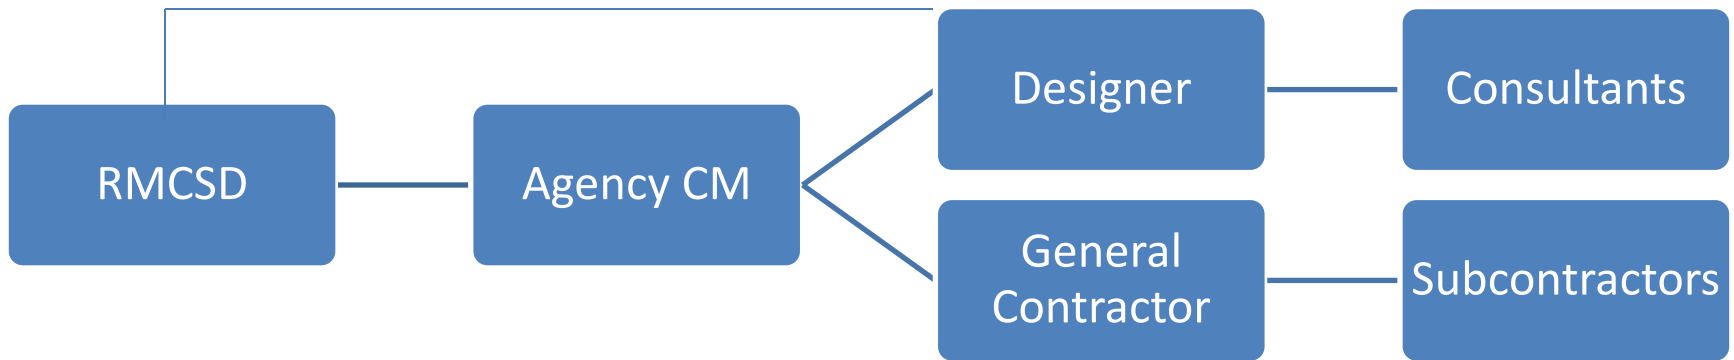 RMCSD
Agency CM
Designer
Consultants
General
Contractor
Subcontractors